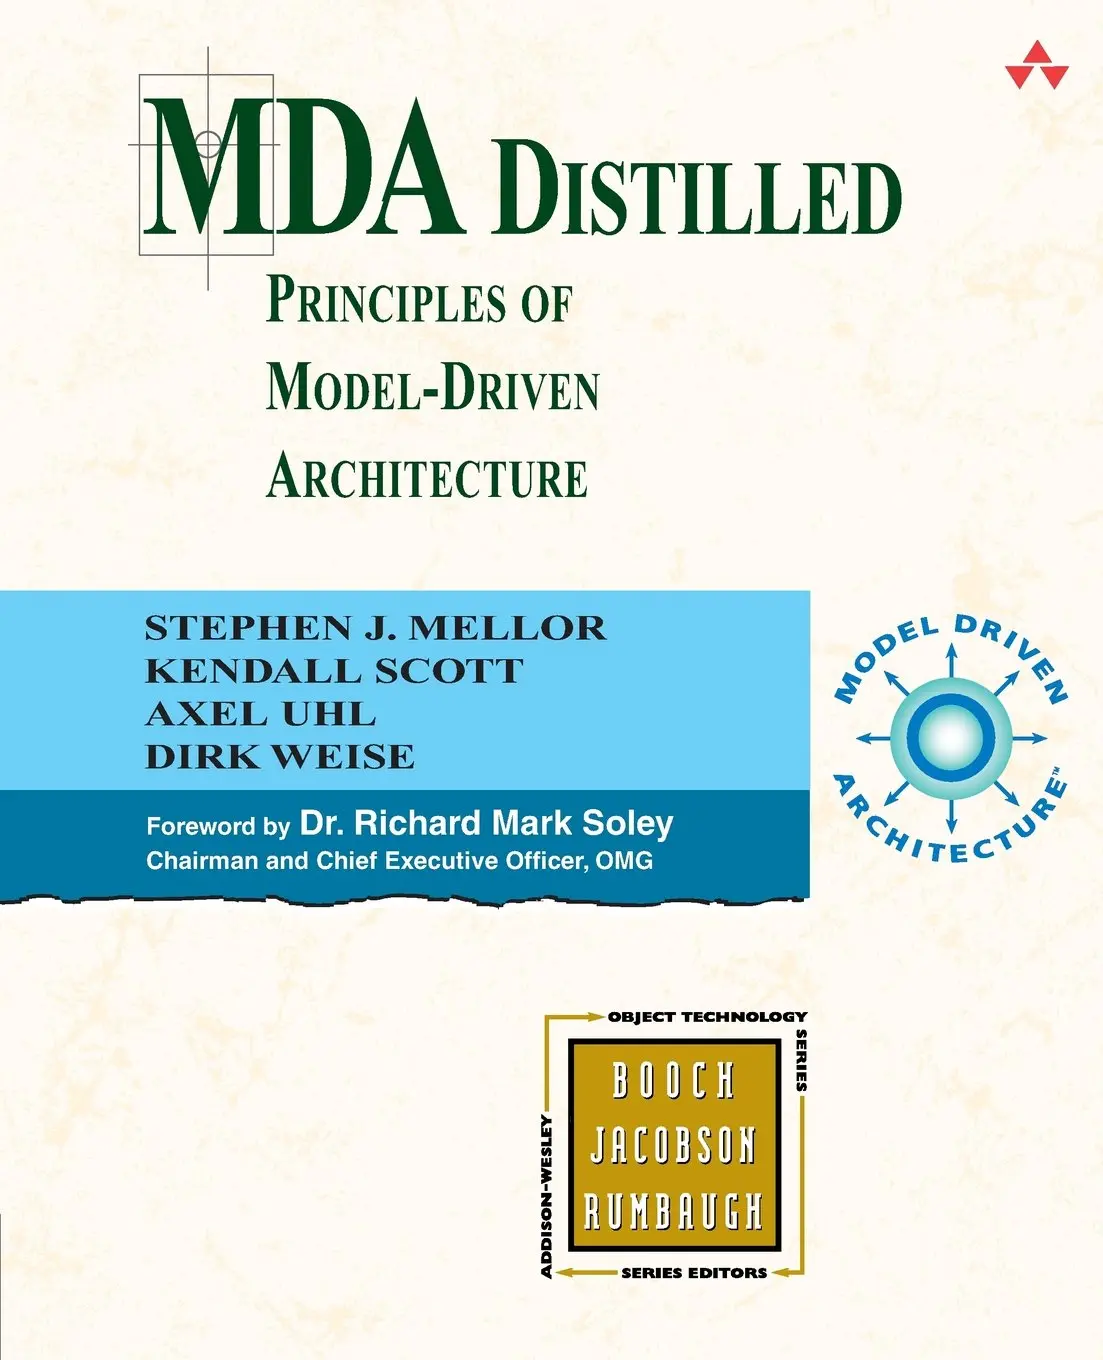 MDA DISTILLED
PRINCIPLES OF
MODEL-DRIVEN
ARCHITECTURE
STEPHEN J. MELLOR
KENDALL SCOTT
AXEL UHL
DIRK WEISE
Foreword by Dr. Richard Mark Soley
Chairman and Chief Executive Officer, OMG
MODEL DRIVEN
ARCHITECTURE™
OBJECT TECHNOLOGY
SERIES
BOOCH
JACOBSON
RUMBAUGH
ADDISON-WESLEY
SERIES EDITORS